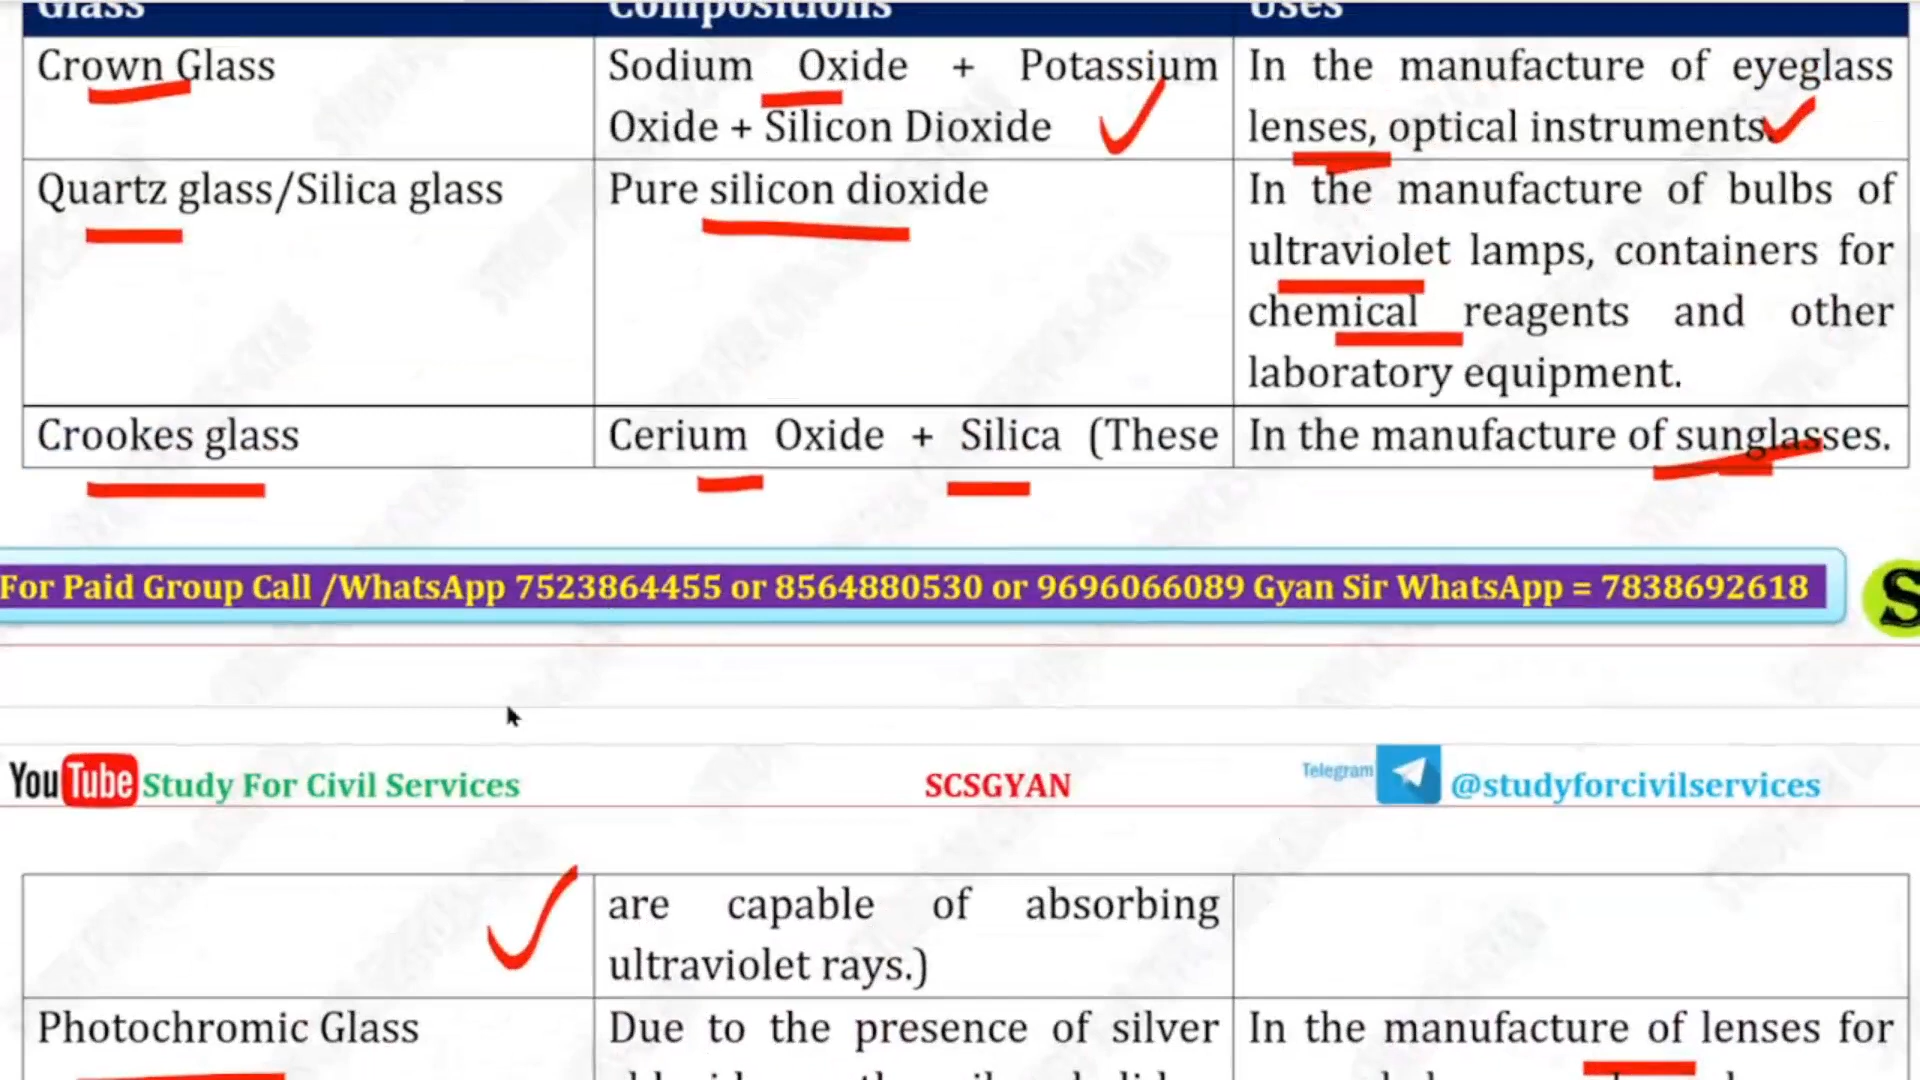 Glass Compositions Uses
Crown Glass
Sodium Oxide + Potassium
Oxide + Silicon Dioxide
In the manufacture of eyeglass
lenses, optical instruments.
Quartz glass/Silica glass
Pure silicon dioxide
In the manufacture of bulbs of
ultraviolet lamps, containers for
chemical reagents and other
laboratory equipment.
Crookes glass
Cerium Oxide + Silica (These
In the manufacture of sunglasses.
For Paid Group Call /WhatsApp 7523864455 or 8564880530 or 9696066089 Gyan Sir WhatsApp = 7838692618
S
YouTube Study For Civil Services
SCSGYAN
Telegram @studyforcivilservices
are capable of absorbing
ultraviolet rays.)
Photochromic Glass
Due to the presence of silver
In the manufacture of lenses for